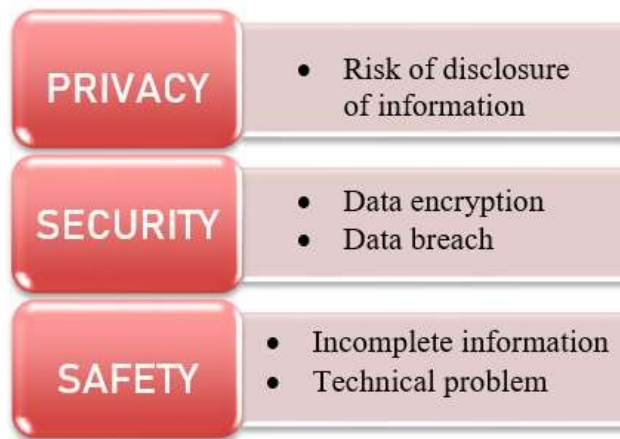 PRIVACY
• Risk of disclosure
of information
SECURITY
• Data encryption
• Data breach
SAFETY
• Incomplete information
• Technical problem